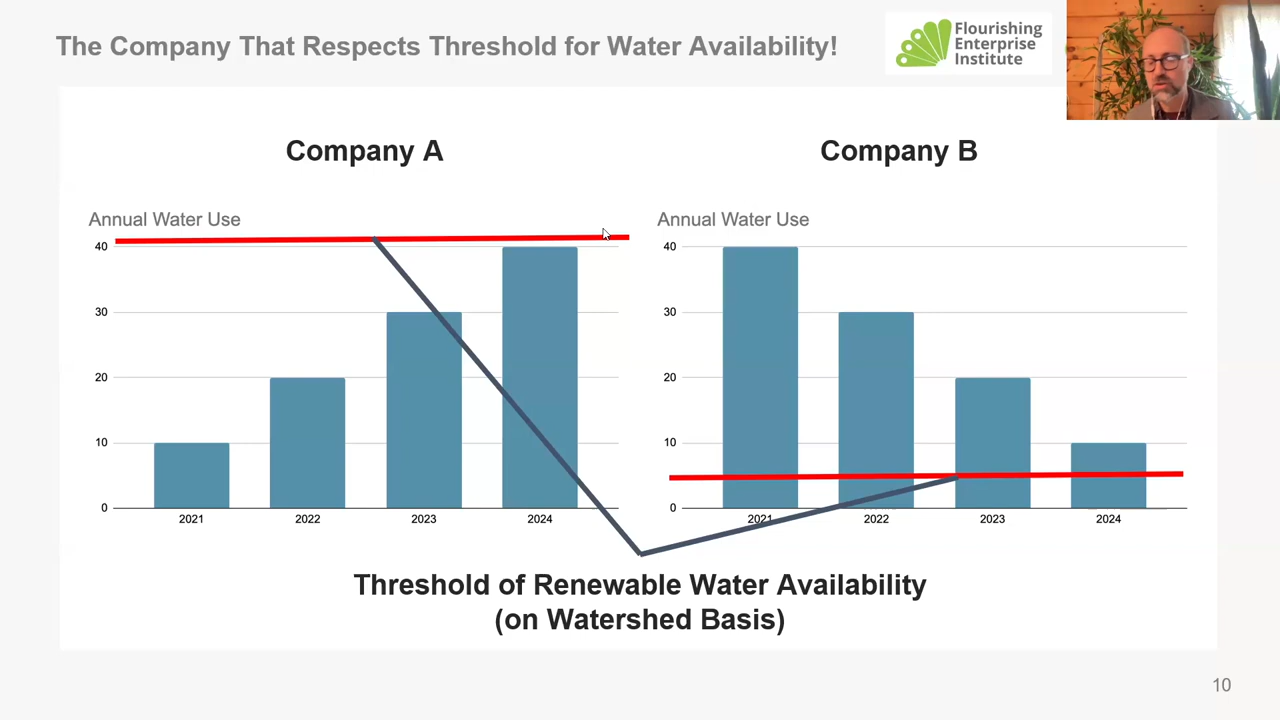 The Company That Respects Threshold for Water Availability!
Flourishing
Enterprise
Institute
Company A
Company B
Annual Water Use
40
30
20
10
0
2021
2022
2023
2024
Annual Water Use
40
30
20
10
0
2021
2022
2023
2024
Threshold of Renewable Water Availability
(on Watershed Basis)
10